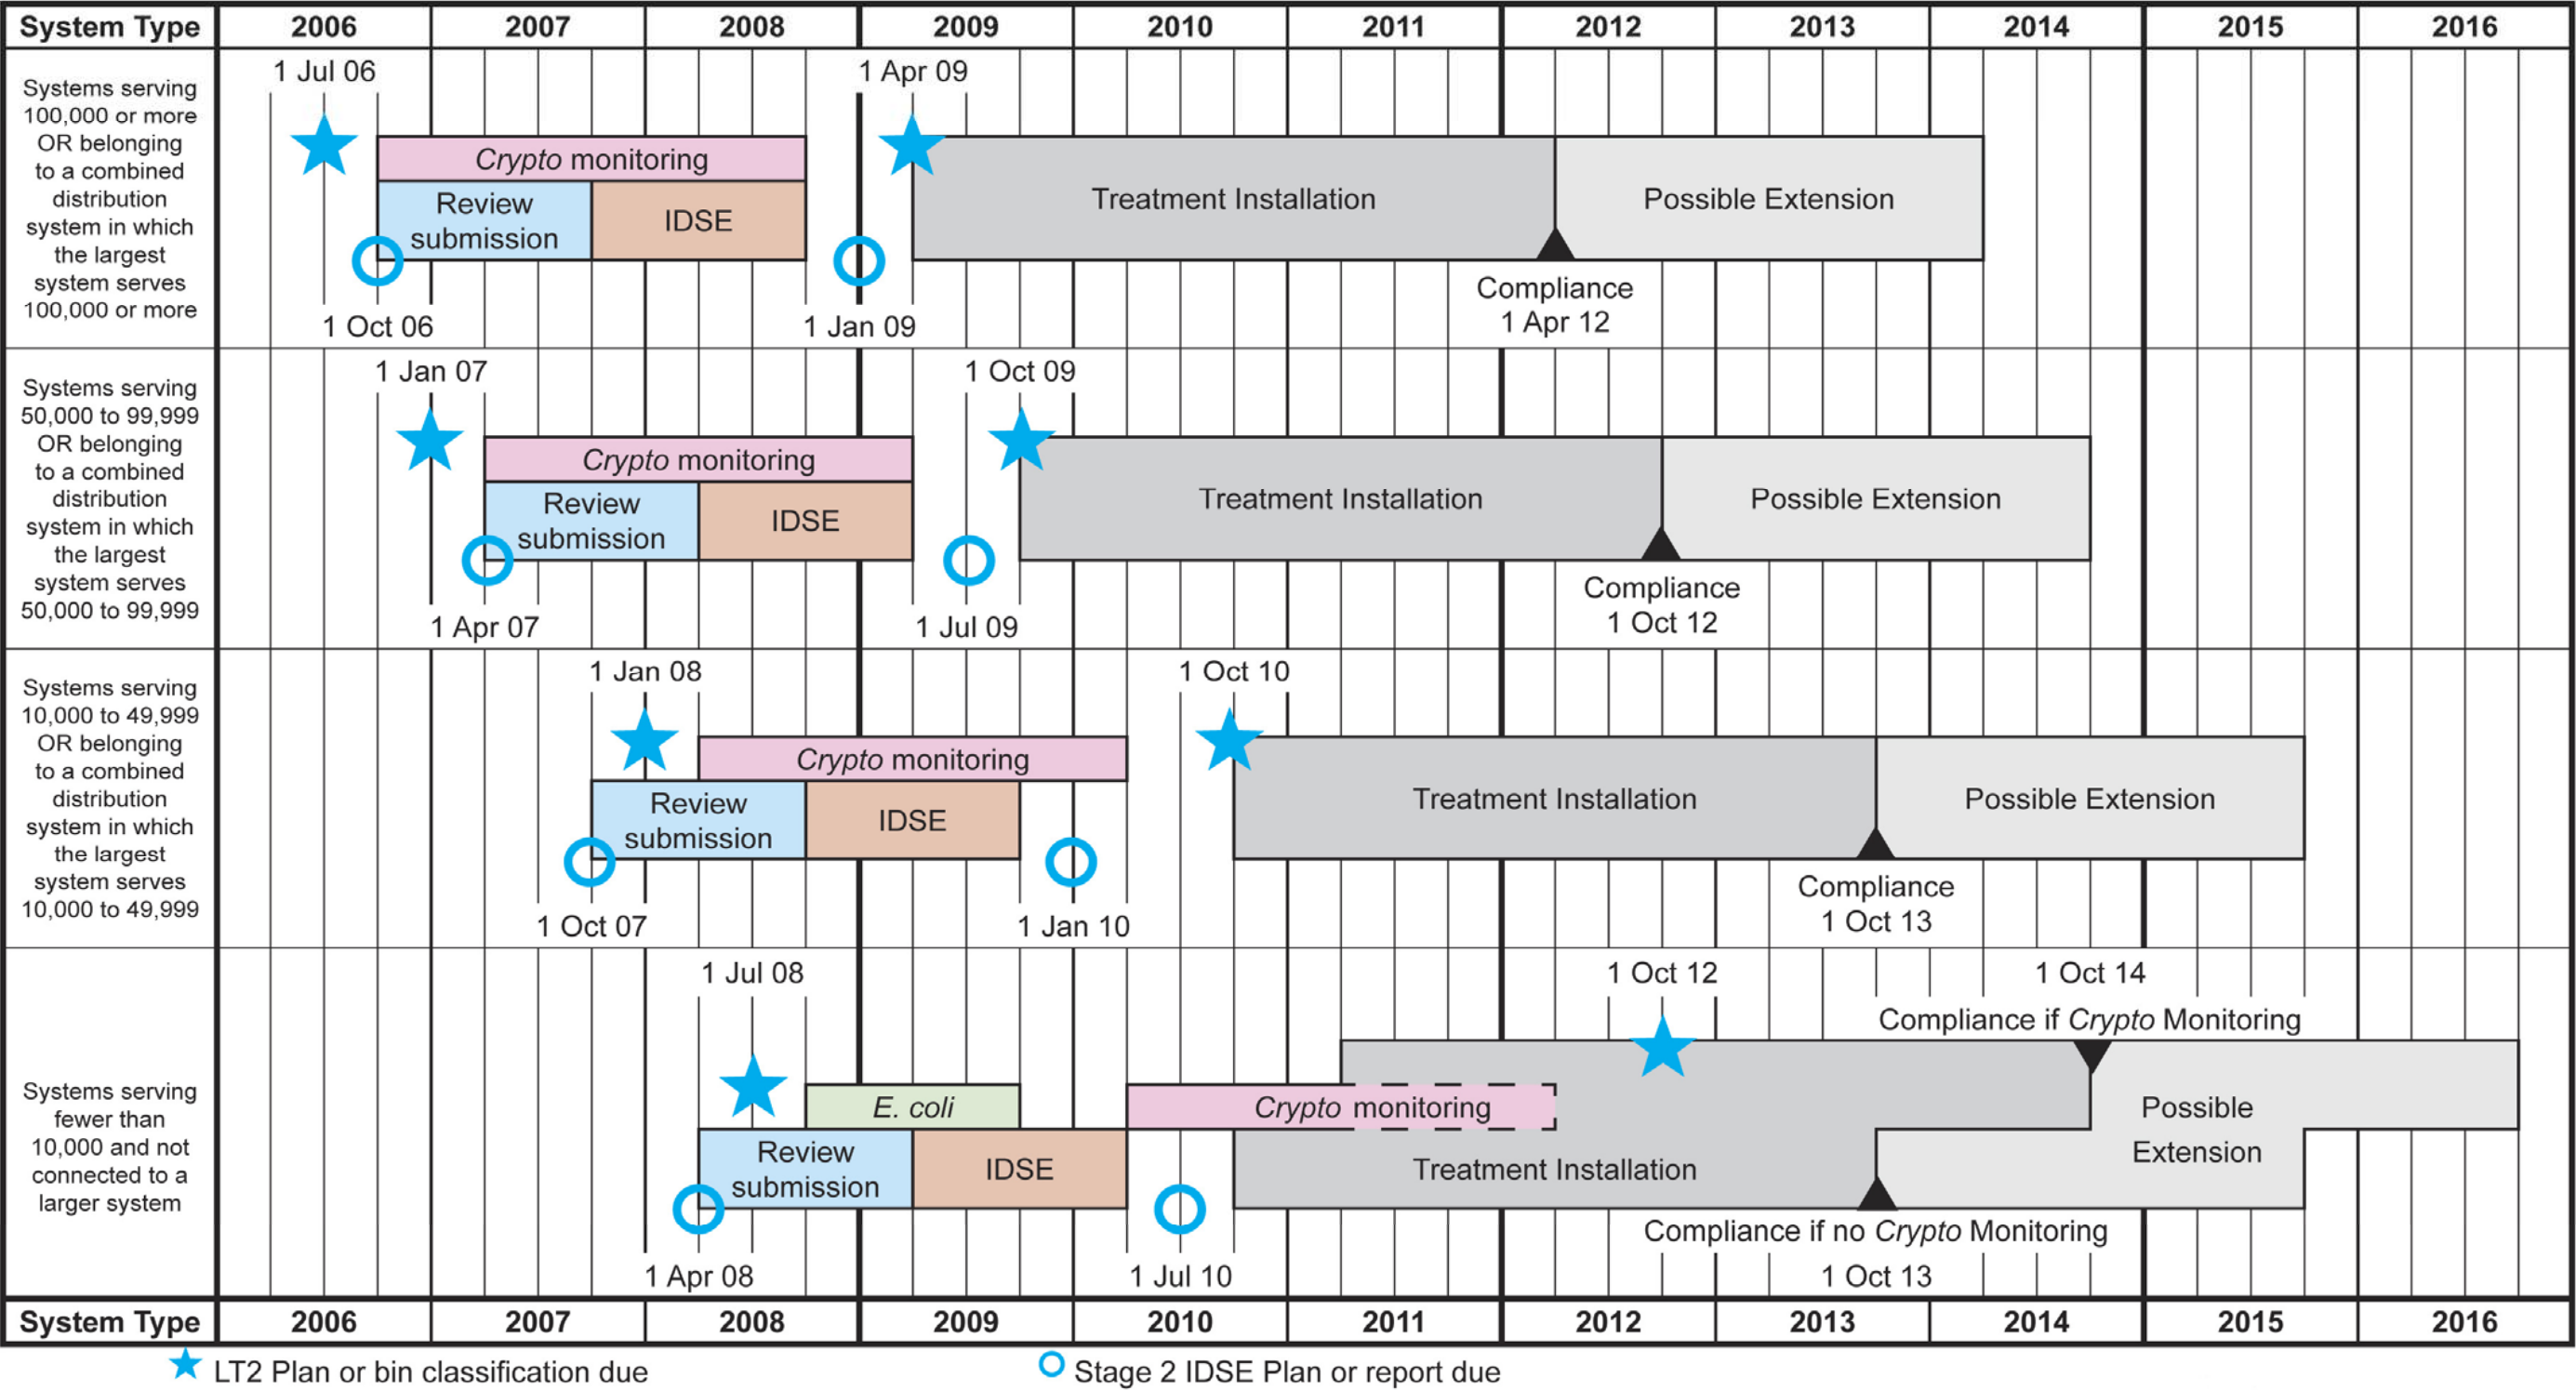 System Type 2006 2007 2008 2009 2010 2011 2012 2013 2014 2015 2016
1 Jul 06
1 Apr 09
Systems serving
100,000 or more
OR belonging
to a combined
distribution
system in which
the largest
system serves
100,000 or more
Crypto monitoring
Review
submission
IDSE
Treatment Installation
Possible Extension
1 Oct 06
1 Jan 09
Compliance
1 Apr 12
1 Jan 07
1 Oct 09
Systems serving
50,000 to 99,999
OR belonging
to a combined
distribution
system in which
the largest
system serves
50,000 to 99,999
Crypto monitoring
Review
submission
IDSE
Treatment Installation
Possible Extension
1 Apr 07
1 Jul 09
Compliance
1 Oct 12
1 Jan 08
1 Oct 10
Systems serving
10,000 to 49,999
OR belonging
to a combined
distribution
system in which
the largest
system serves
10,000 to 49,999
Crypto monitoring
Review
submission
IDSE
Treatment Installation
Possible Extension
1 Oct 07
1 Jan 10
Compliance
1 Oct 13
1 Jul 08
1 Oct 12
1 Oct 14
Compliance if Crypto Monitoring
Systems serving
fewer than
10,000 and not
connected to a
larger system
E. coli
Crypto monitoring
Review
submission
IDSE
Treatment Installation
Possible
Extension
Compliance if no Crypto Monitoring
1 Apr 08
1 Jul 10
1 Oct 13
System Type 2006 2007 2008 2009 2010 2011 2012 2013 2014 2015 2016
LT2 Plan or bin classification due
Stage 2 IDSE Plan or report due